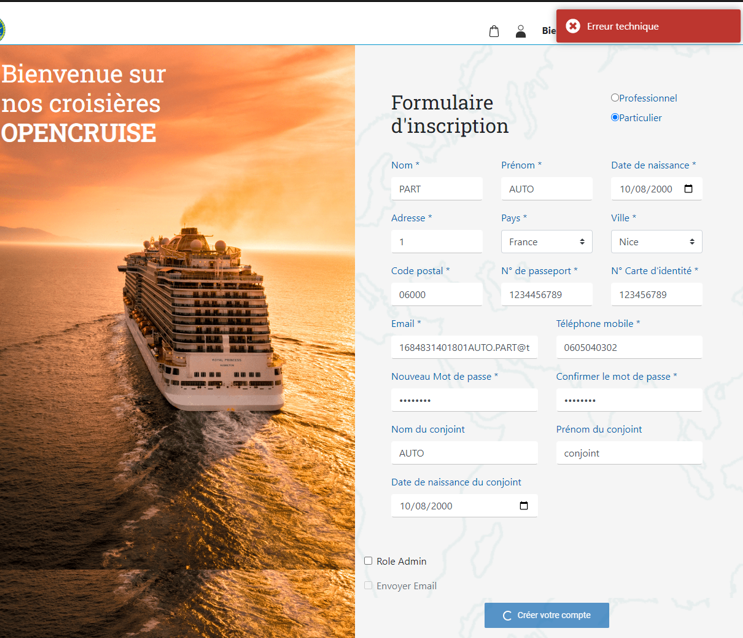 Erreur technique
Bie
Bienvenue sur
nos croisières
OPENCRUISE
Formulaire
d'inscription
Professionnel
Particulier
Nom * Prénom * Date de naissance *
PART AUTO 10/08/2000
Adresse * Pays * Ville *
1 France Nice
Code postal * N° de passeport * N° Carte d'identité *
06000 1234456789 123456789
Email * Téléphone mobile *
1684831401801AUTO.PART@t 0605040302
Nouveau Mot de passe * Confirmer le mot de passe *
•••••••• ••••••••
Nom du conjoint Prénom du conjoint
AUTO conjoint
Date de naissance du conjoint
10/08/2000
Role Admin
Envoyer Email
Créer votre compte